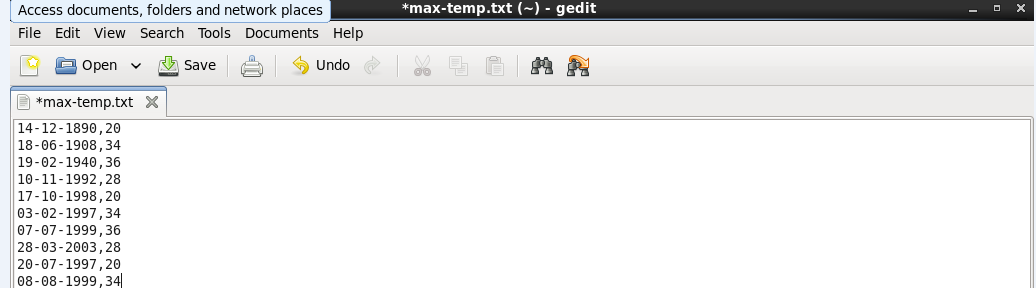 Access documents, folders and network places
*max-temp.txt (~) - gedit
File Edit View Search Tools Documents Help
Open Save Undo
*max-temp.txt
14-12-1890,20
18-06-1908,34
19-02-1940,36
10-11-1992,28
17-10-1998,20
03-02-1997,34
07-07-1999,36
28-03-2003,28
20-07-1997,20
08-08-1999,34